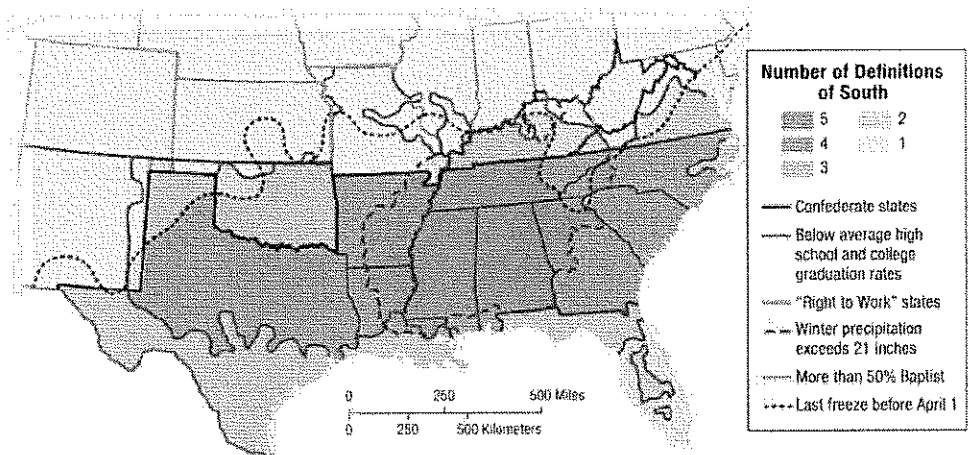 Number of Definitions
of South
5 2
4 1
3
Confederate states
Below average high
school and college
graduation rates
"Right to Work" states
Winter precipitation
exceeds 21 inches
More than 50% Baptist
Last freeze before April 1
0 250 500 Miles
0 250 500 Kilometers